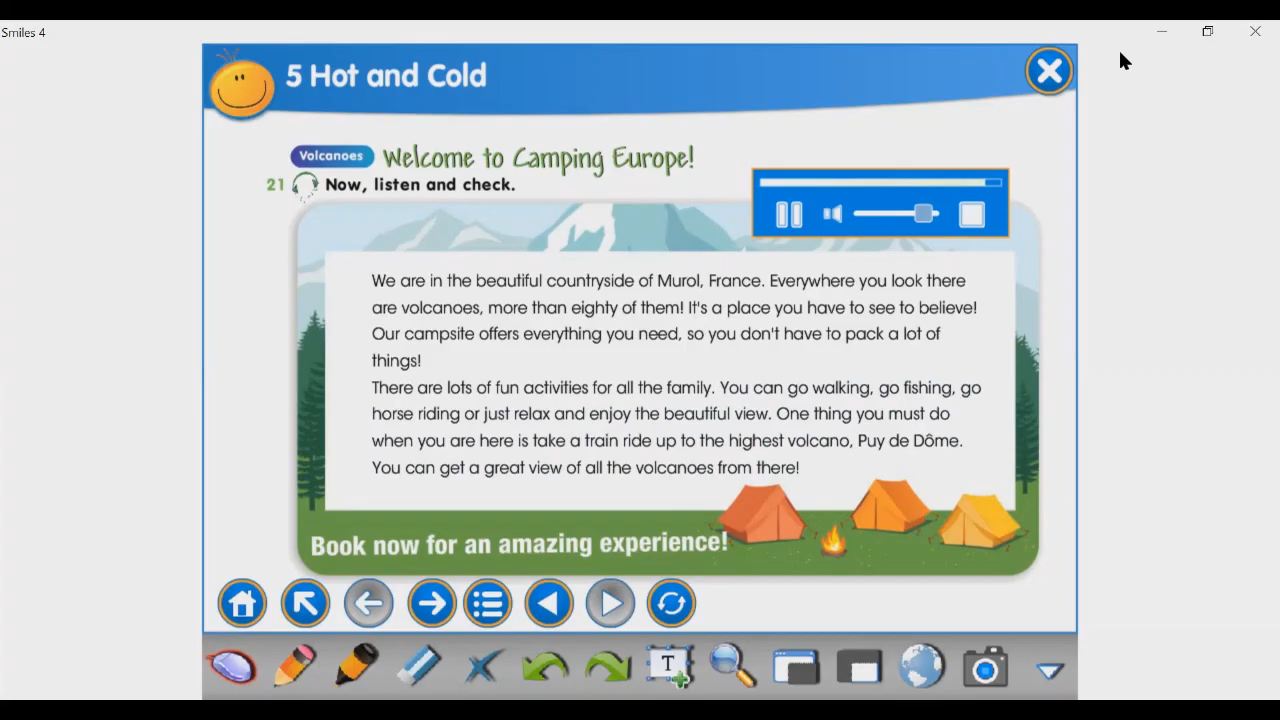 Smiles 4
5 Hot and Cold
Volcanoes Welcome to Camping Europe!
21 Now, listen and check.
We are in the beautiful countryside of Murol, France. Everywhere you look there
are volcanoes, more than eighty of them! It's a place you have to see to believe!
Our campsite offers everything you need, so you don't have to pack a lot of
things!
There are lots of fun activities for all the family. You can go walking, go fishing, go
horse riding or just relax and enjoy the beautiful view. One thing you must do
when you are here is take a train ride up to the highest volcano, Puy de Dôme.
You can get a great view of all the volcanoes from there!
Book now for an amazing experience!
T